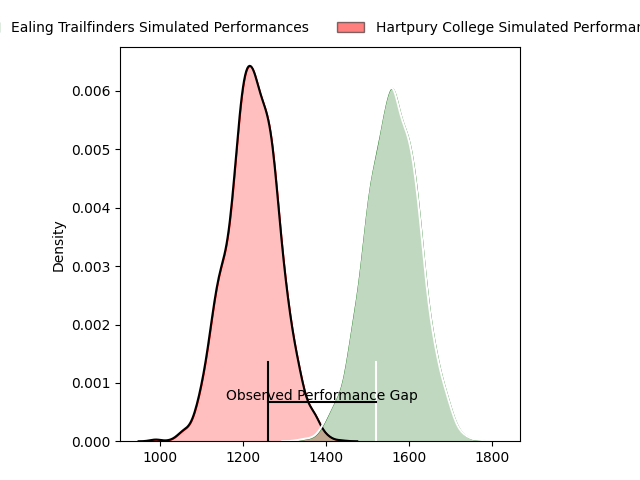 Ealing Trailfinders Simulated Performances
Hartpury College Simulated
Density
0.006
0.005
0.004
0.003
0.002
0.001
0.000
Observed Performance Gap
1000 1200 1400 1600 1800